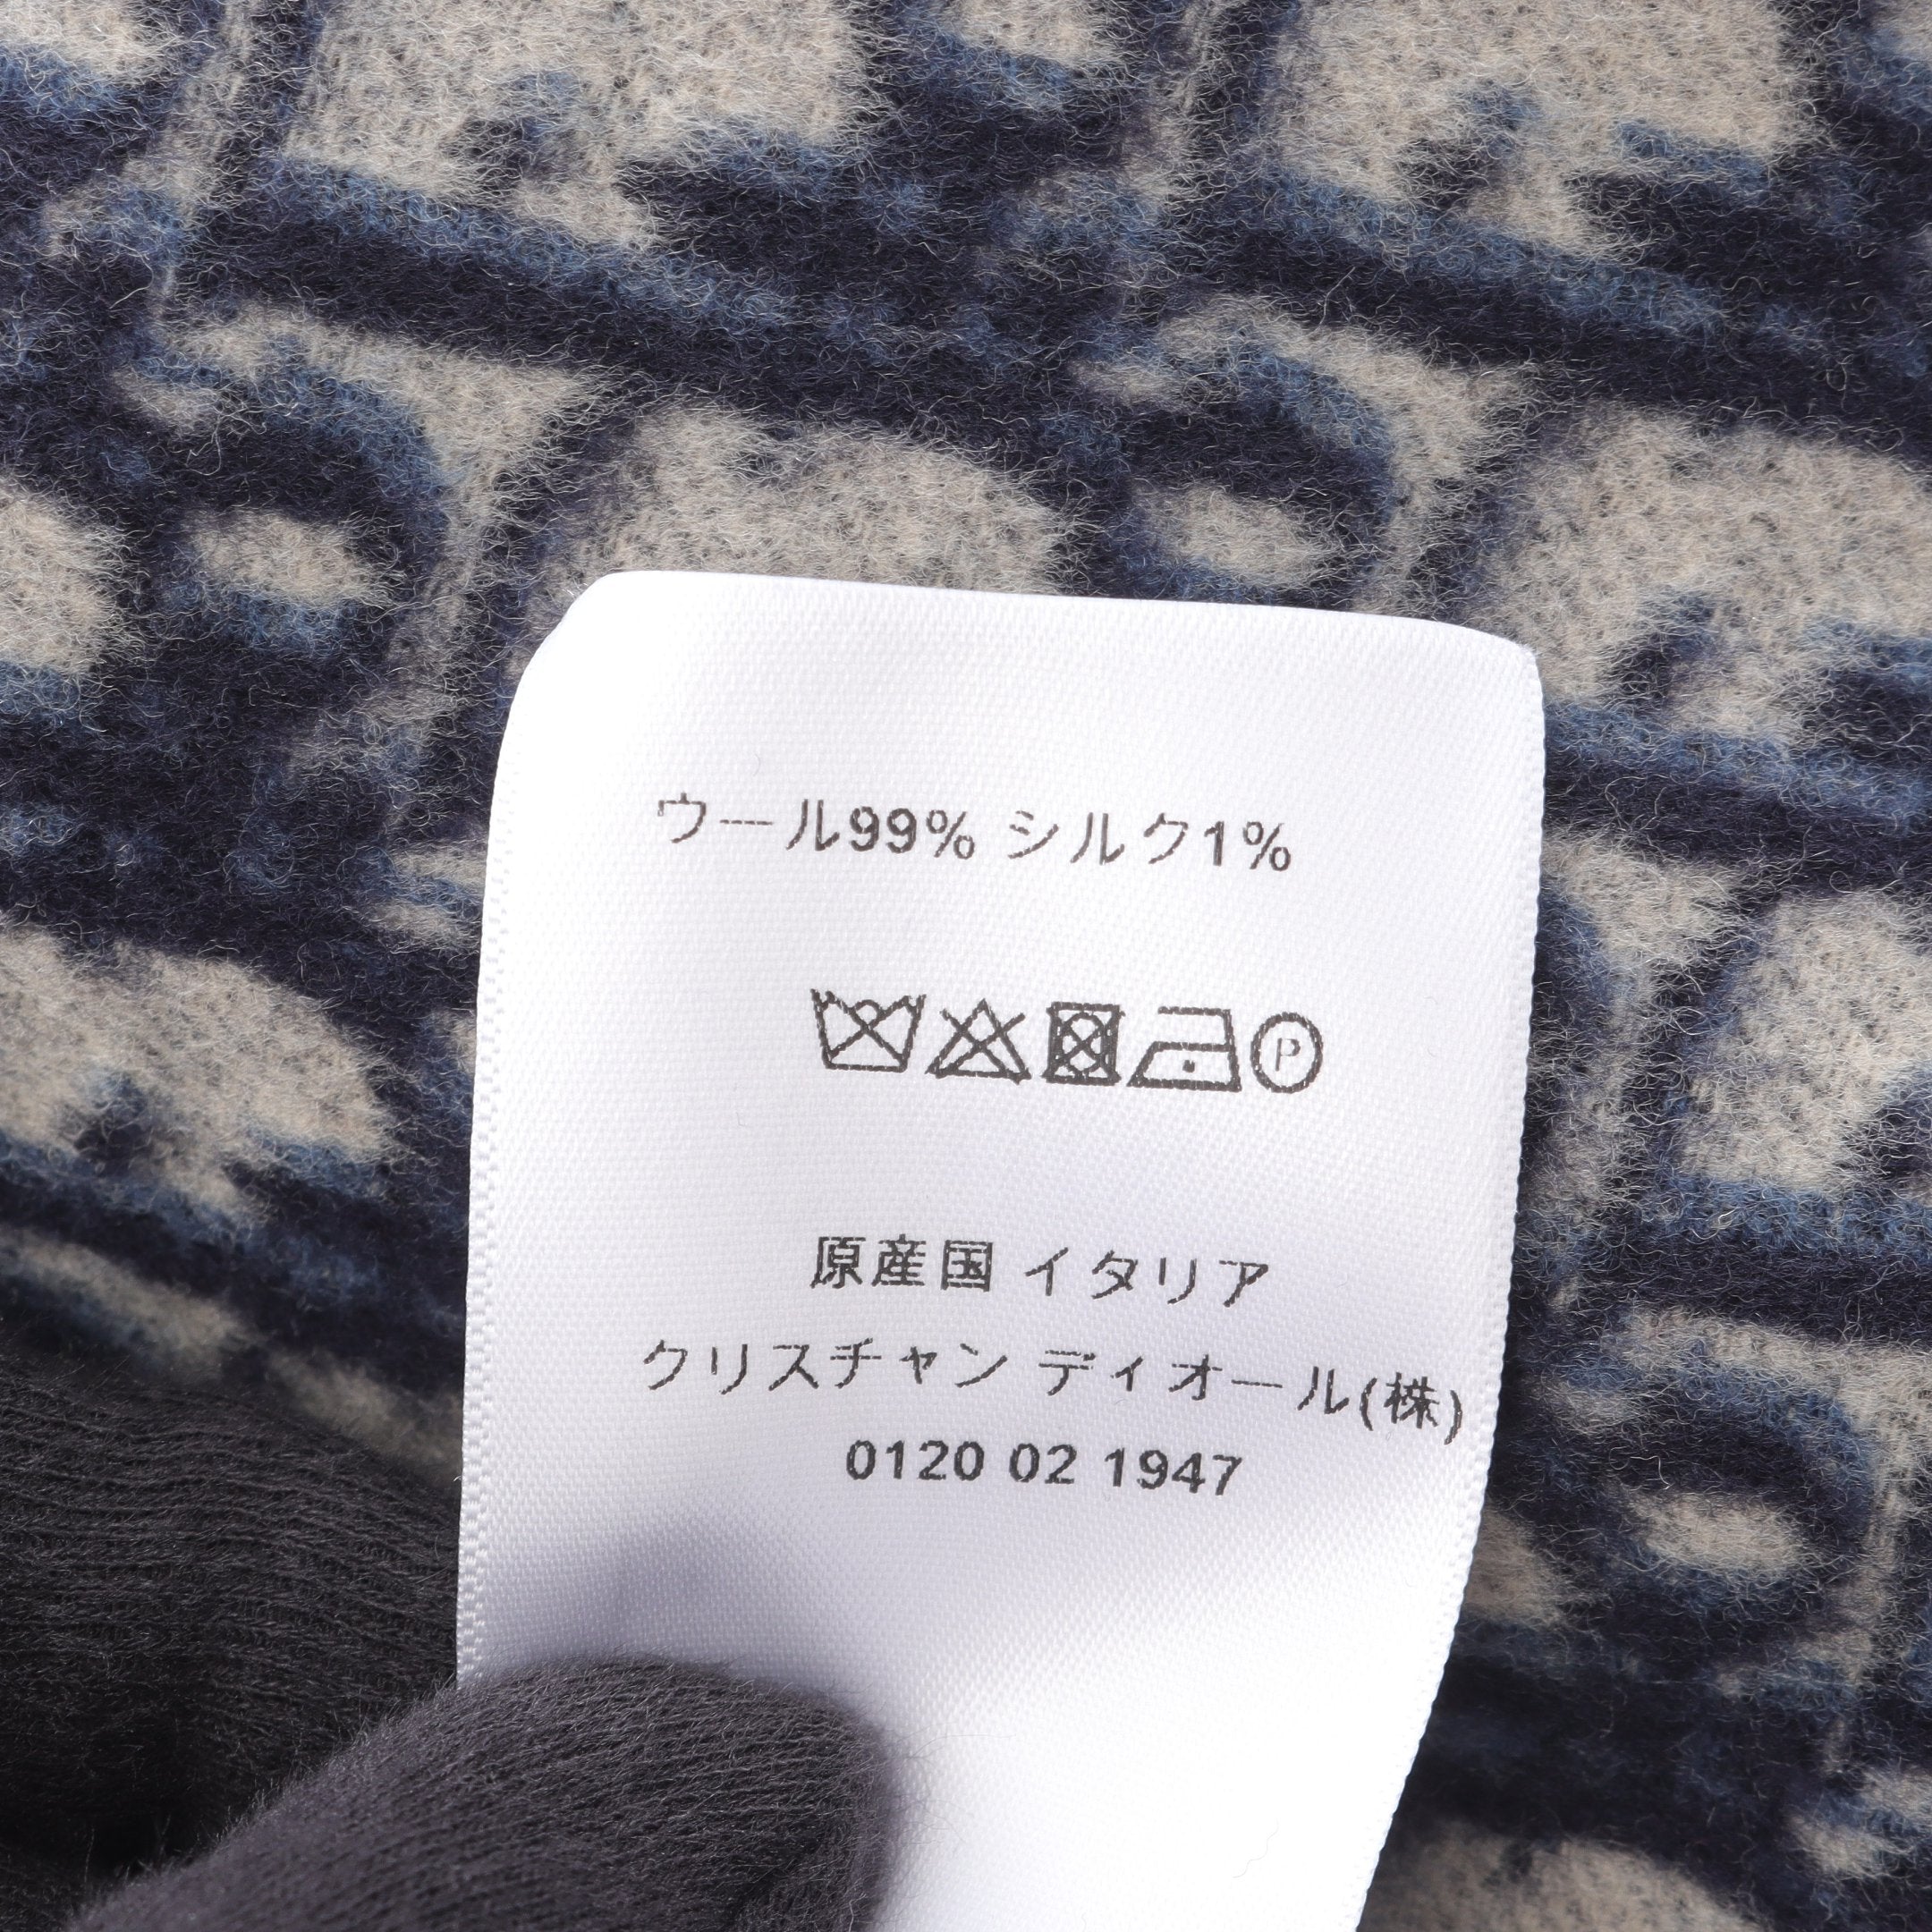 ウール99% シルク1%
P
原産国 イタリア
クリスチャン ディオール(株)
0120 02 1947